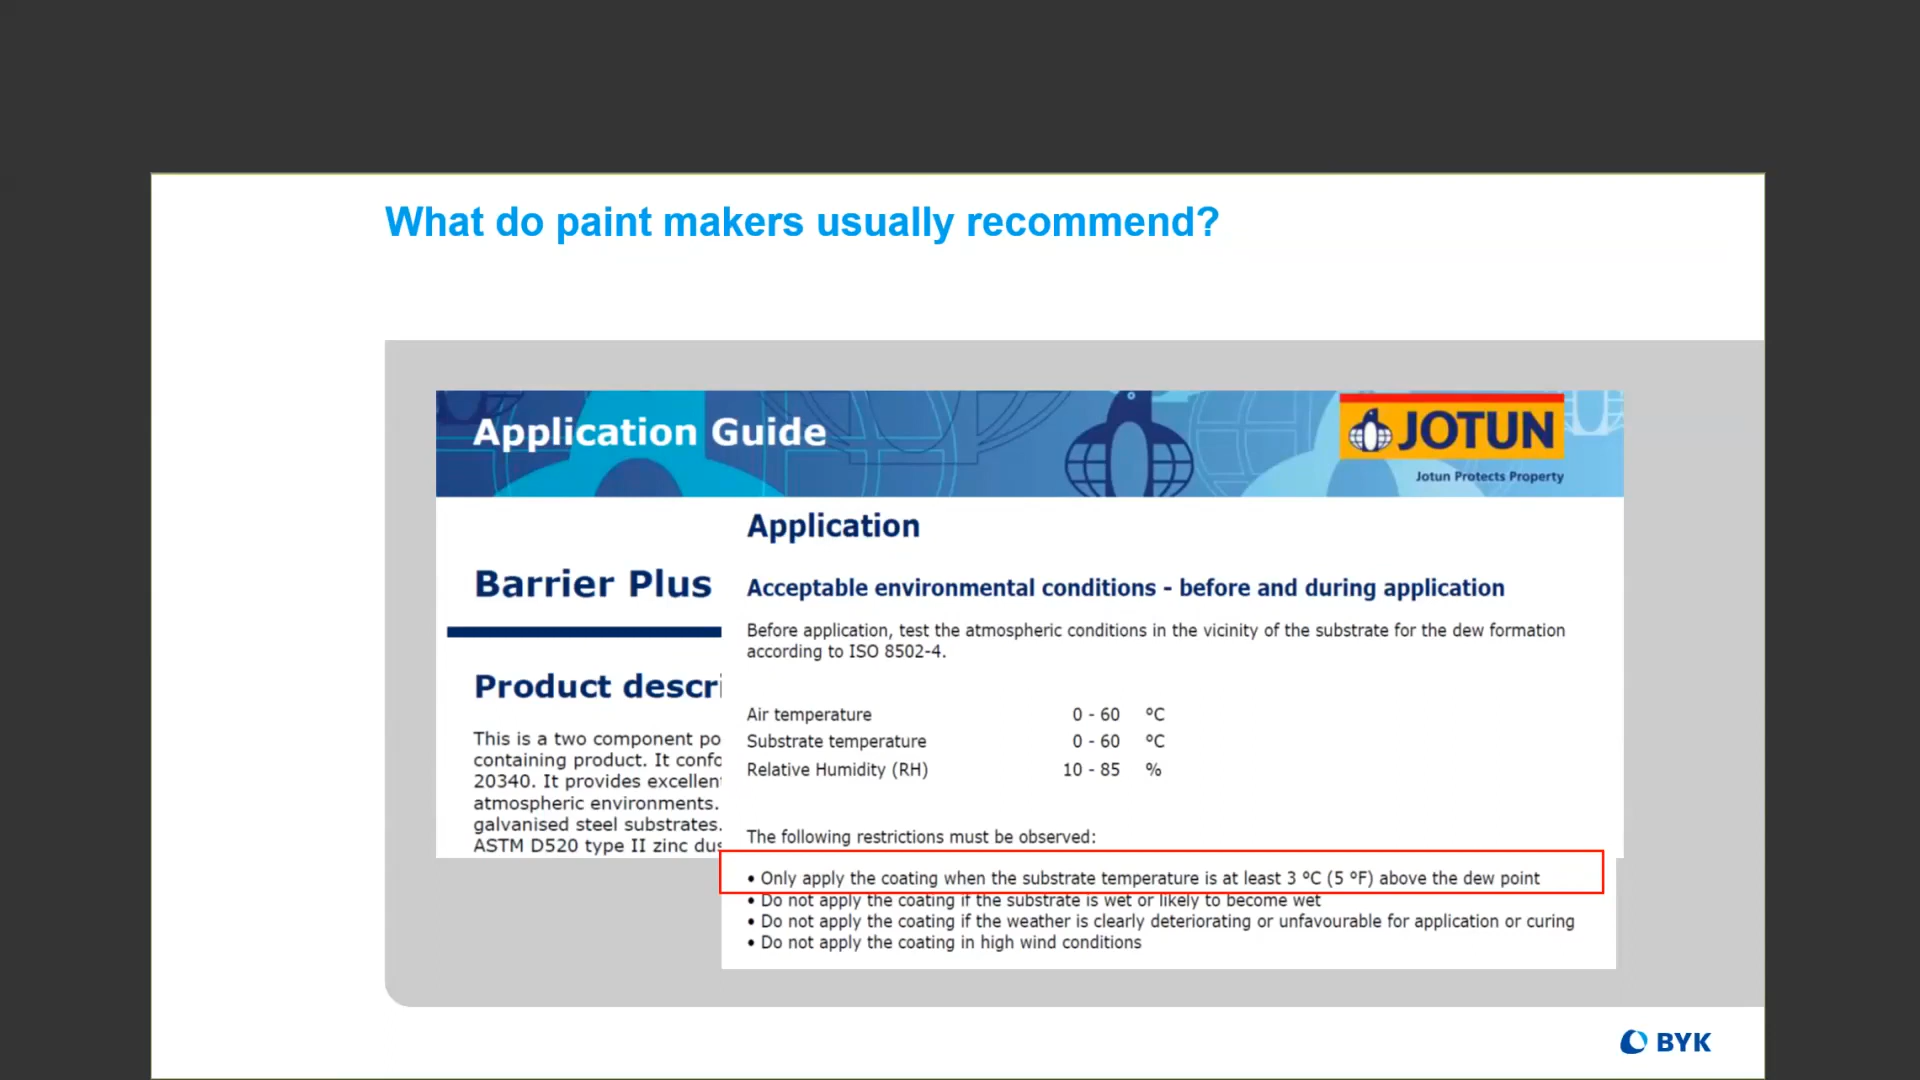 What do paint makers usually recommend?
Application Guide
JOTUN
Jotun Protects Property
Barrier Plus
Product descri
This is a two component po
containing product. It confo
20340. It provides excellent
atmospheric environments.
galvanised steel substrates.
ASTM D520 type II zinc dus
Application
Acceptable environmental conditions - before and during application
Before application, test the atmospheric conditions in the vicinity of the substrate for the dew formation
according to ISO 8502-4.
Air temperature 0 - 60 °C
Substrate temperature 0 - 60 °C
Relative Humidity (RH) 10 - 85 %
The following restrictions must be observed:
• Only apply the coating when the substrate temperature is at least 3 °C (5 °F) above the dew point
• Do not apply the coating if the substrate is wet or likely to become wet
• Do not apply the coating if the weather is clearly deteriorating or unfavourable for application or curing
• Do not apply the coating in high wind conditions
BYK